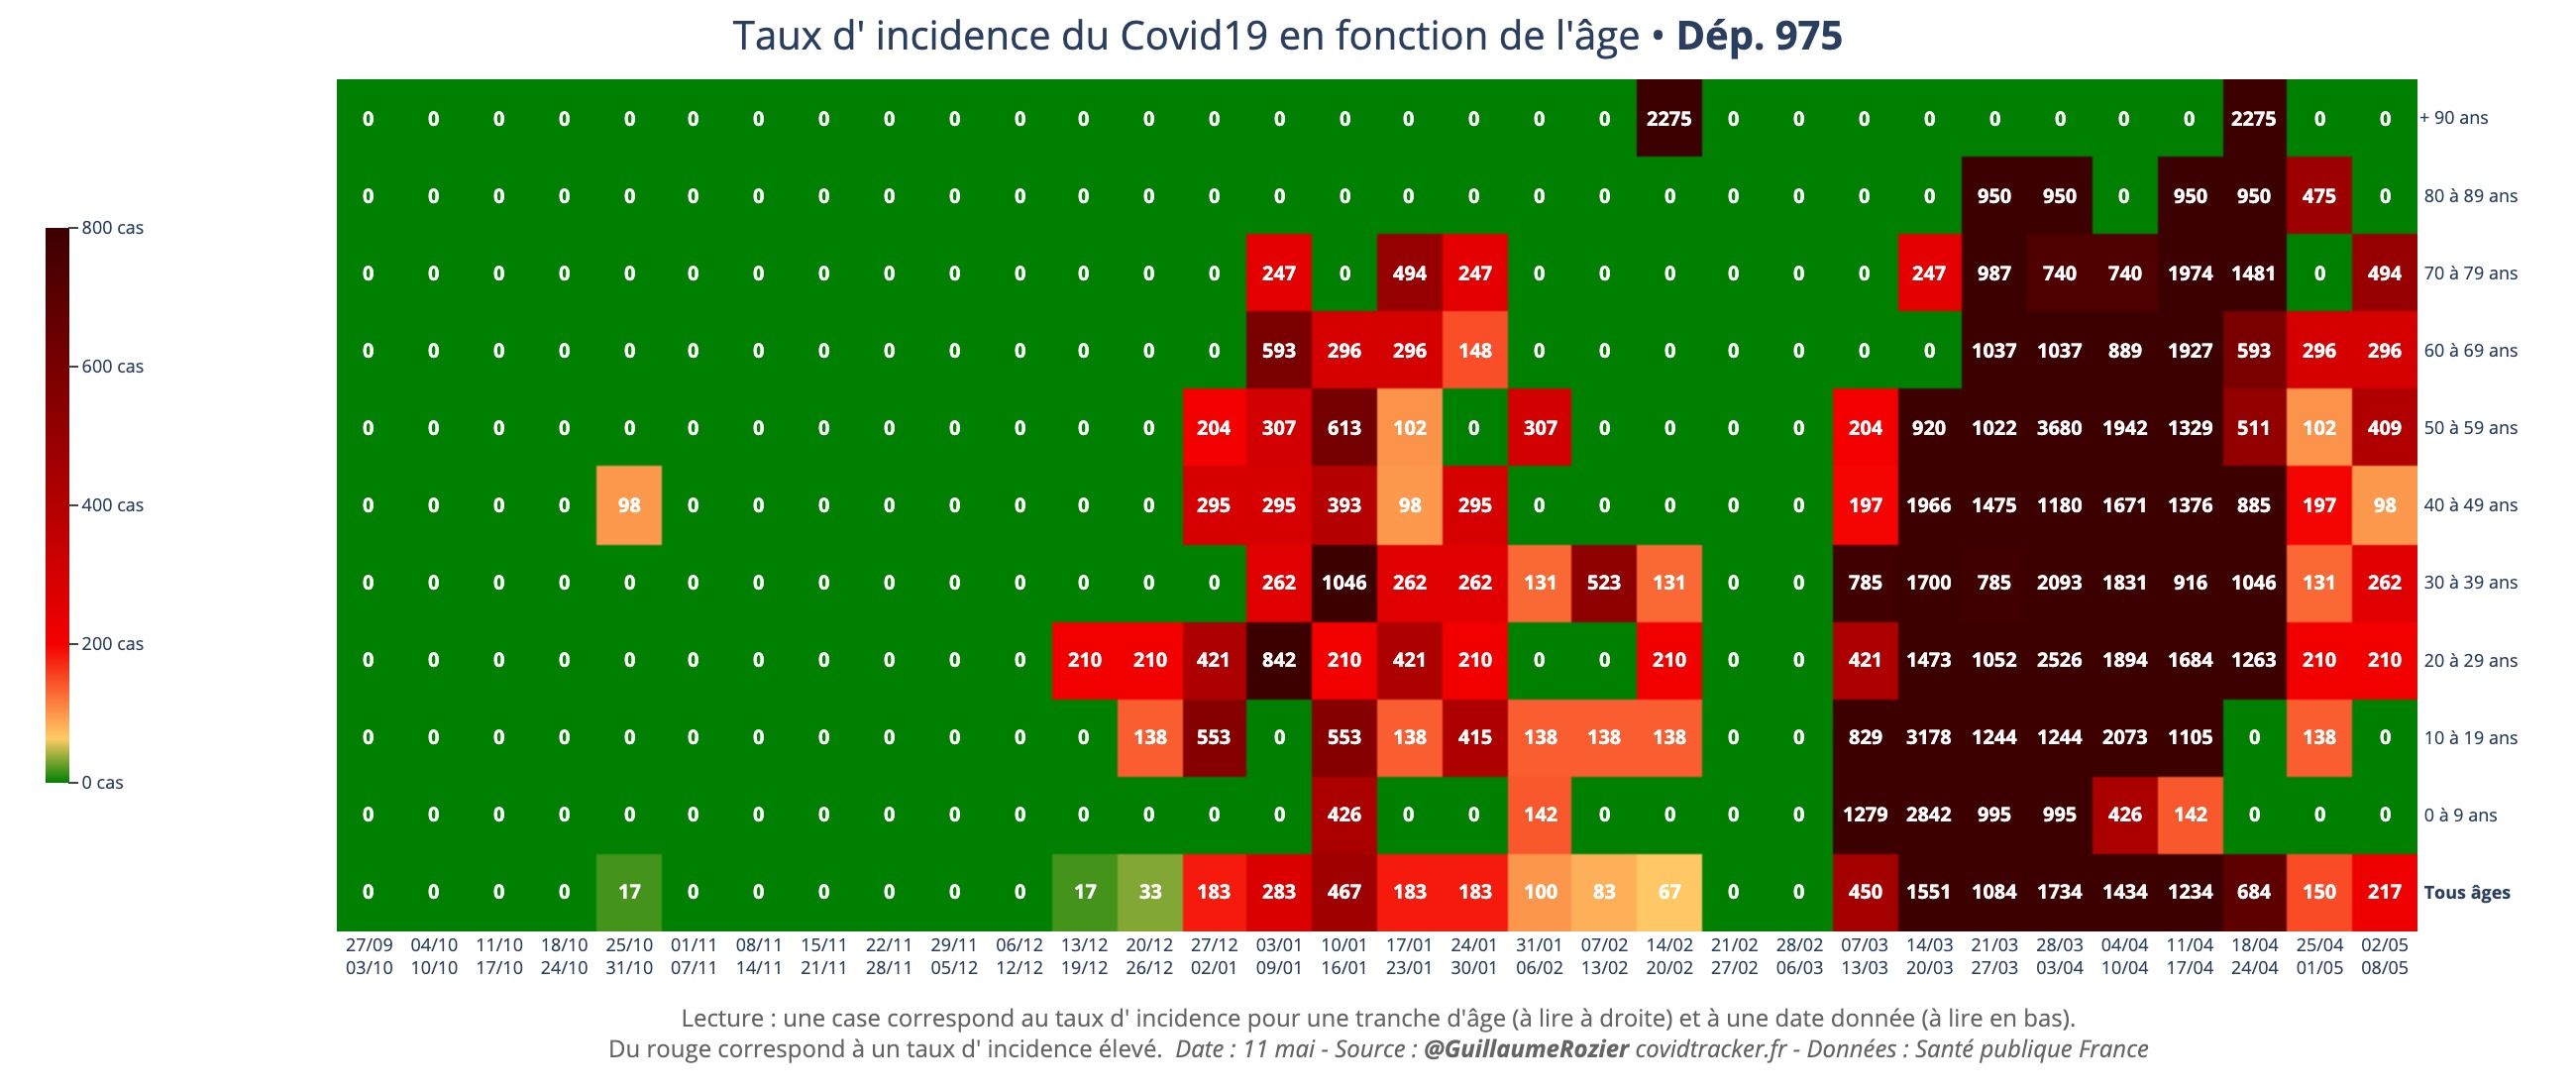 Taux d' incidence du Covid19 en fonction de l'âge • Dép. 975
800 cas
600 cas
400 cas
200 cas
0 cas
0 0 0 0 0 0 0 0 0 0 0 0 0 0 0 0 0 0 0 0 2275 0 0 0 0 0 0 0 0 2275 0 0 + 90 ans
0 0 0 0 0 0 0 0 0 0 0 0 0 0 0 0 0 0 0 0 0 0 0 0 0 950 950 0 950 950 475 0 80 à 89 ans
0 0 0 0 0 0 0 0 0 0 0 0 0 0 247 0 494 247 0 0 0 0 0 0 247 987 740 740 1974 1481 0 494 70 à 79 ans
0 0 0 0 0 0 0 0 0 0 0 0 0 0 593 296 296 148 0 0 0 0 0 0 0 1037 1037 889 1927 593 296 296 60 à 69 ans
0 0 0 0 0 0 0 0 0 0 0 0 0 204 307 613 102 0 307 0 0 0 0 204 920 1022 3680 1942 1329 511 102 409 50 à 59 ans
0 0 0 0 98 0 0 0 0 0 0 0 0 295 295 393 98 295 0 0 0 0 0 197 1966 1475 1180 1671 1376 885 197 98 40 à 49 ans
0 0 0 0 0 0 0 0 0 0 0 0 0 0 262 1046 262 262 131 523 131 0 0 785 1700 785 2093 1831 916 1046 131 262 30 à 39 ans
0 0 0 0 0 0 0 0 0 0 0 210 210 421 842 210 421 210 0 0 210 0 0 421 1473 1052 2526 1894 1684 1263 210 210 20 à 29 ans
0 0 0 0 0 0 0 0 0 0 0 0 138 553 0 553 138 415 138 138 138 0 0 829 3178 1244 1244 2073 1105 0 138 0 10 à 19 ans
0 0 0 0 0 0 0 0 0 0 0 0 0 0 0 426 0 0 142 0 0 0 0 1279 2842 995 995 426 142 0 0 0 0 à 9 ans
0 0 0 0 17 0 0 0 0 0 0 17 33 183 283 467 183 183 100 83 67 0 0 450 1551 1084 1734 1434 1234 684 150 217 Tous âges
27/09 04/10 11/10 18/10 25/10 01/11 08/11 15/11 22/11 29/11 06/12 13/12 20/12 27/12 03/01 10/01 17/01 24/01 31/01 07/02 14/02 21/02 28/02 07/03 14/03 21/03 28/03 04/04 11/04 18/04 25/04 02/05
03/10 10/10 17/10 24/10 31/10 07/11 14/11 21/11 28/11 05/12 12/12 19/12 26/12 02/01 09/01 16/01 23/01 30/01 06/02 13/02 20/02 27/02 06/03 13/03 20/03 27/03 03/04 10/04 17/04 24/04 01/05 08/05
Lecture : une case correspond au taux d' incidence pour une tranche d'âge (à lire à droite) et à une date donnée (à lire en bas).
Du rouge correspond à un taux d' incidence élevé. Date : 11 mai - Source : @GuillaumeRozier covidtracker.fr - Données : Santé publique France